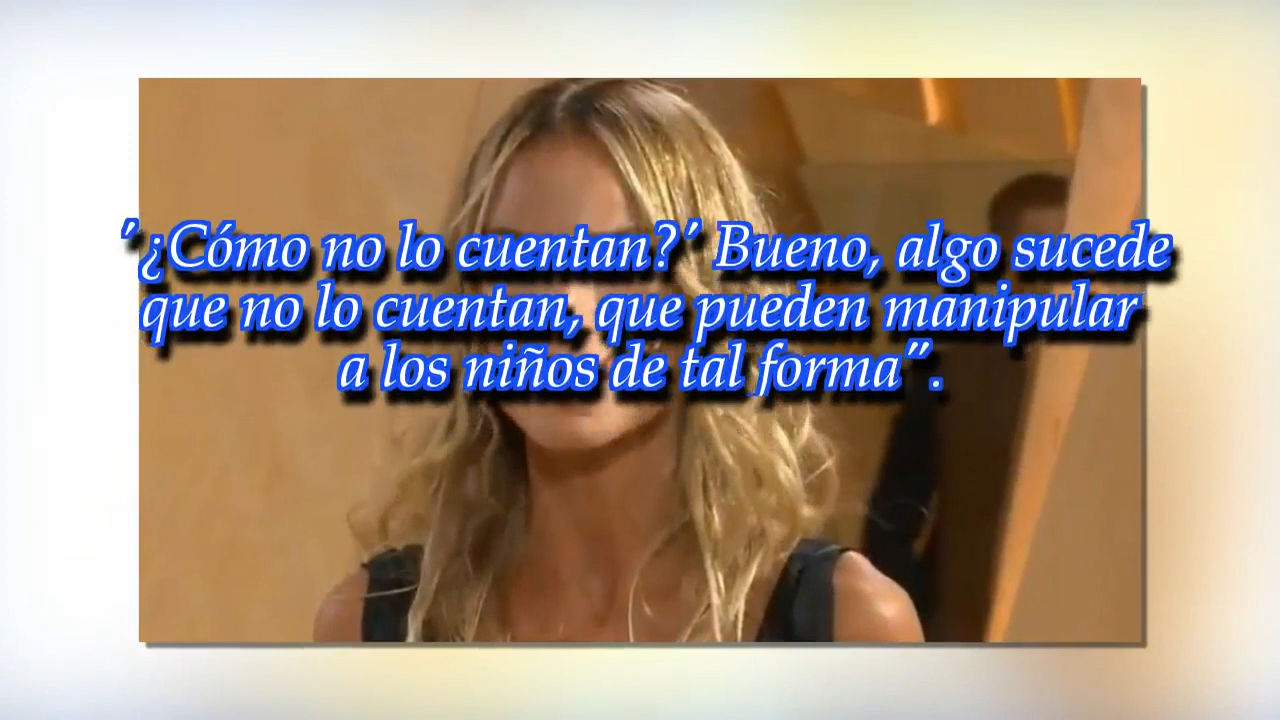 ´¿Cómo no lo cuentan?´ Bueno, algo sucede
que no lo cuentan, que pueden manipular
a los niños de tal forma”.